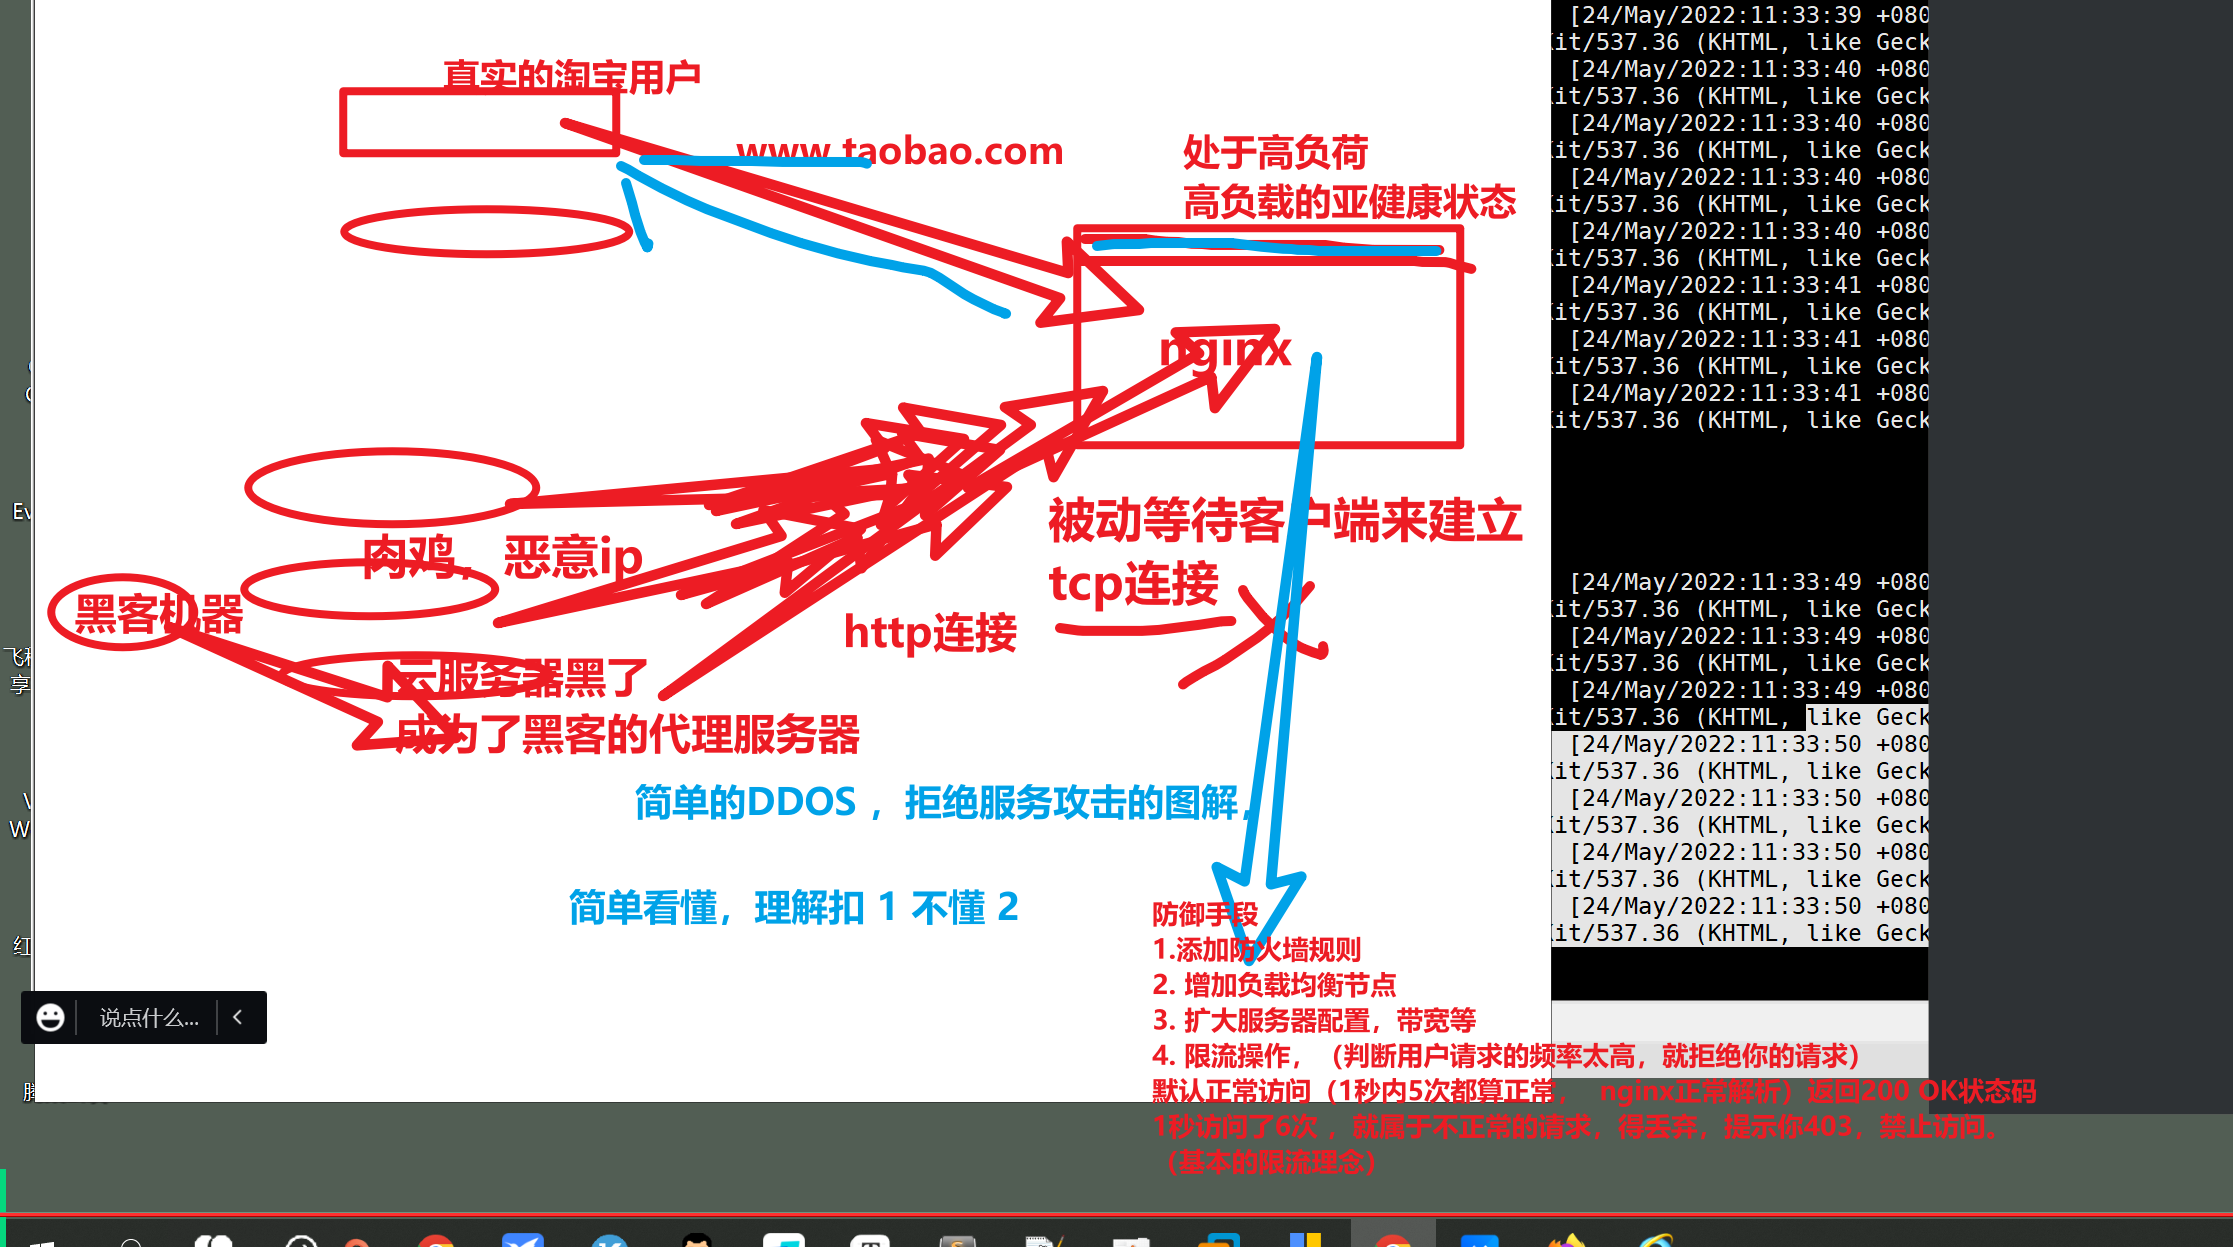 真实的淘宝用户
www.taobao.com
处于高负荷
高负载的亚健康状态
nginx
被动等待客户端来建立
tcp连接
肉鸡，恶意ip
黑客机器
http连接
云服务器黑了
成为了黑客的代理服务器
简单的DDOS ，拒绝服务攻击的图解，
简单看懂，理解扣 1 不懂 2
防御手段
1.添加防火墙规则
2. 增加负载均衡节点
3. 扩大服务器配置，带宽等
4. 限流操作，（判断用户请求的频率太高，就拒绝你的请求）
默认正常访问（1秒内5次都算正常， nginx正常解析）返回200 OK状态码
1秒访问了6次 ，就属于不正常的请求，得丢弃，提示你403，禁止访问。
（基本的限流理念）
说点什么...
Ev
享
W
红
[24/May/2022:11:33:39 +080
Kit/537.36 (KHTML, like Geck
[24/May/2022:11:33:40 +080
Kit/537.36 (KHTML, like Geck
[24/May/2022:11:33:40 +080
Kit/537.36 (KHTML, like Geck
[24/May/2022:11:33:40 +080
Kit/537.36 (KHTML, like Geck
[24/May/2022:11:33:40 +080
Kit/537.36 (KHTML, like Geck
[24/May/2022:11:33:41 +080
Kit/537.36 (KHTML, like Geck
[24/May/2022:11:33:41 +080
Kit/537.36 (KHTML, like Geck
[24/May/2022:11:33:41 +080
Kit/537.36 (KHTML, like Geck
[24/May/2022:11:33:49 +080
Kit/537.36 (KHTML, like Geck
[24/May/2022:11:33:49 +080
Kit/537.36 (KHTML, like Geck
[24/May/2022:11:33:49 +080
Kit/537.36 (KHTML, like Geck
[24/May/2022:11:33:50 +080
Kit/537.36 (KHTML, like Geck
[24/May/2022:11:33:50 +080
Kit/537.36 (KHTML, like Geck
[24/May/2022:11:33:50 +080
Kit/537.36 (KHTML, like Geck
[24/May/2022:11:33:50 +080
Kit/537.36 (KHTML, like Geck